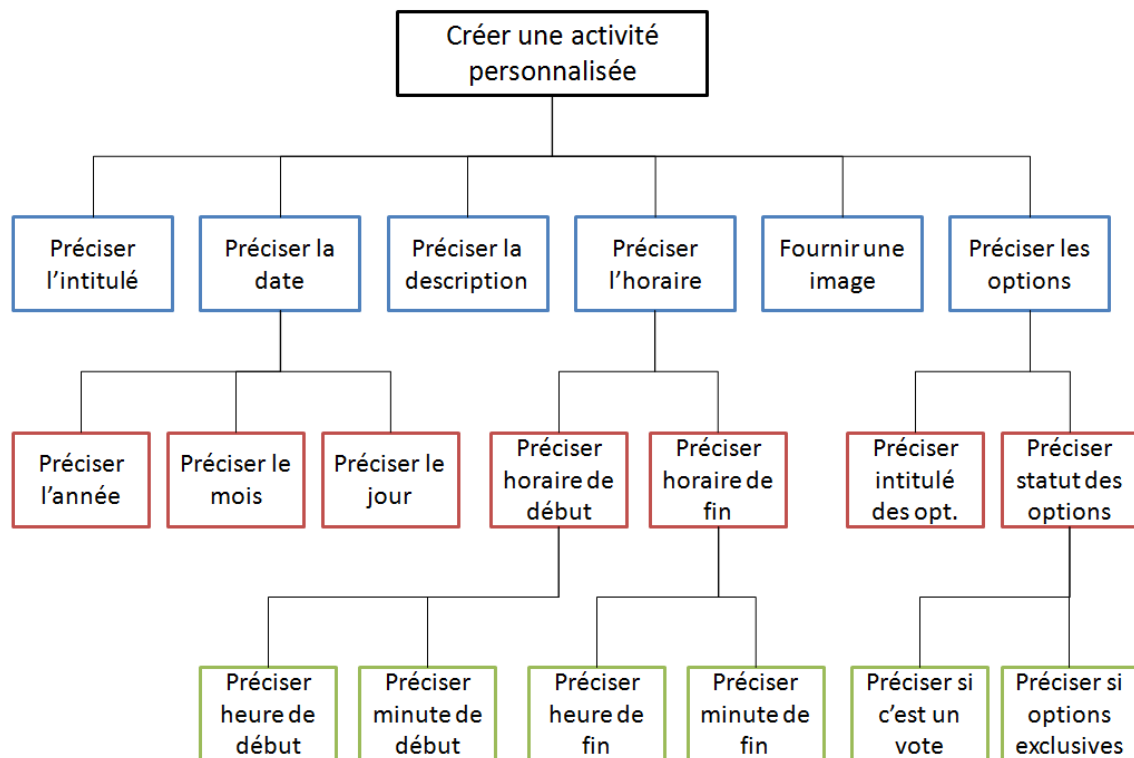 Créer une activité
personnalisée
Préciser
l'intitulé
Préciser la
date
Préciser la
description
Préciser
l'horaire
Fournir une
image
Préciser les
options
Préciser
l'année
Préciser le
mois
Préciser le
jour
Préciser
horaire de
début
Préciser
horaire de
fin
Préciser
intitulé
des opt.
Préciser
statut des
options
Préciser
heure de
début
Préciser
minute de
début
Préciser
heure de
fin
Préciser
minute de
fin
Préciser si
c'est un
vote
Préciser si
options
exclusives